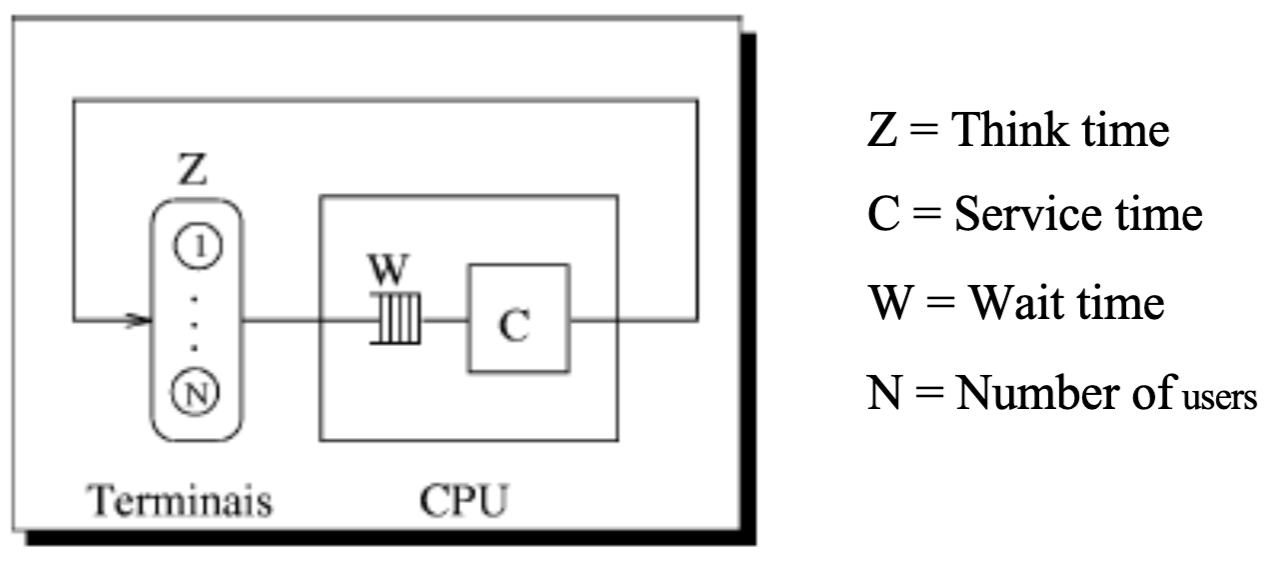 Z
1
W
C
N
Terminais
CPU
Z = Think time
C = Service time
W = Wait time
N = Number of users